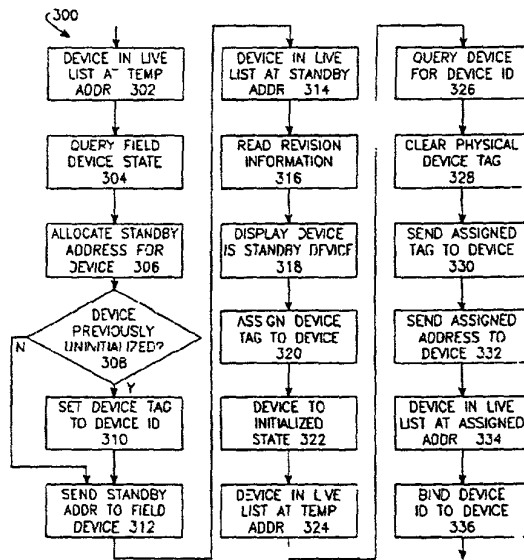 300
DEVICE IN LIVE
LIST AT TEMP
ADDR 302
QUERY FIELD
DEVICE STATE
304
ALLOCATE STANDBY
ADDRESS FOR
DEVICE 306
DEVICE
PREVIOUSLY
UNINITIALIZED?
308
N
Y
SET DEVICE TAG
TO DEVICE ID
310
SEND STANDBY
ADDR TO FIELD
DEVICE 312
DEVICE IN LIVE
LIST AT STANDBY
ADDR 314
READ REVISION
INFORMATION
316
DISPLAY DEVICE
IS STANDBY DEVICE
318
ASSIGN DEVICE
TAG TO DEVICE
320
DEVICE TO
INITIALIZED
STATE 322
DEVICE IN LIVE
LIST AT TEMP
ADDR 324
QUERY DEVICE
FOR DEVICE ID
326
CLEAR PHYSICAL
DEVICE TAG
328
SEND ASSIGNED
TAG TO DEVICE
330
SEND ASSIGNED
ADDRESS TO
DEVICE 332
DEVICE IN LIVE
LIST AT ASSIGNED
ADDR 334
BIND DEVICE
ID TO DEVICE
336